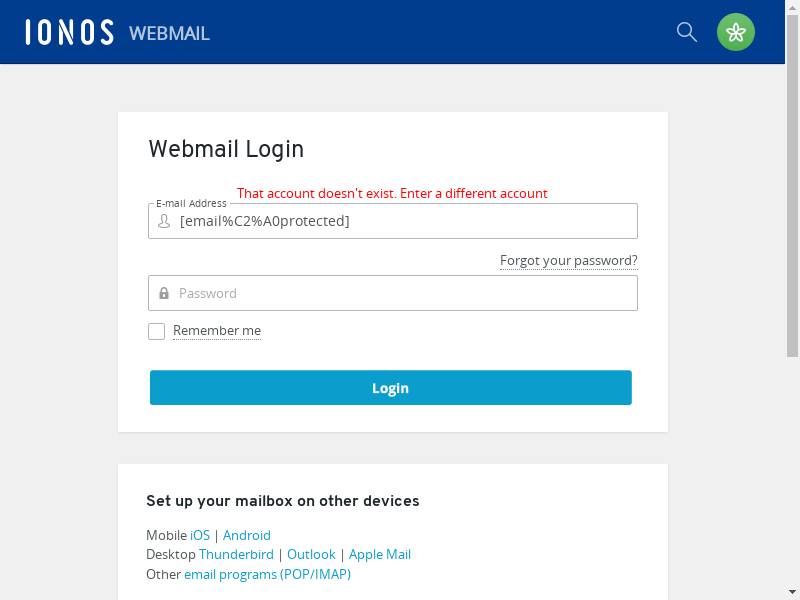 IONOS WEBMAIL
Webmail Login
That account doesn't exist. Enter a different account
E-mail Address
[email%C2%A0protected]
Forgot your password?
Password
Remember me
Login
Set up your mailbox on other devices
Mobile iOS | Android
Desktop Thunderbird | Outlook | Apple Mail
Other email programs (POP/IMAP)